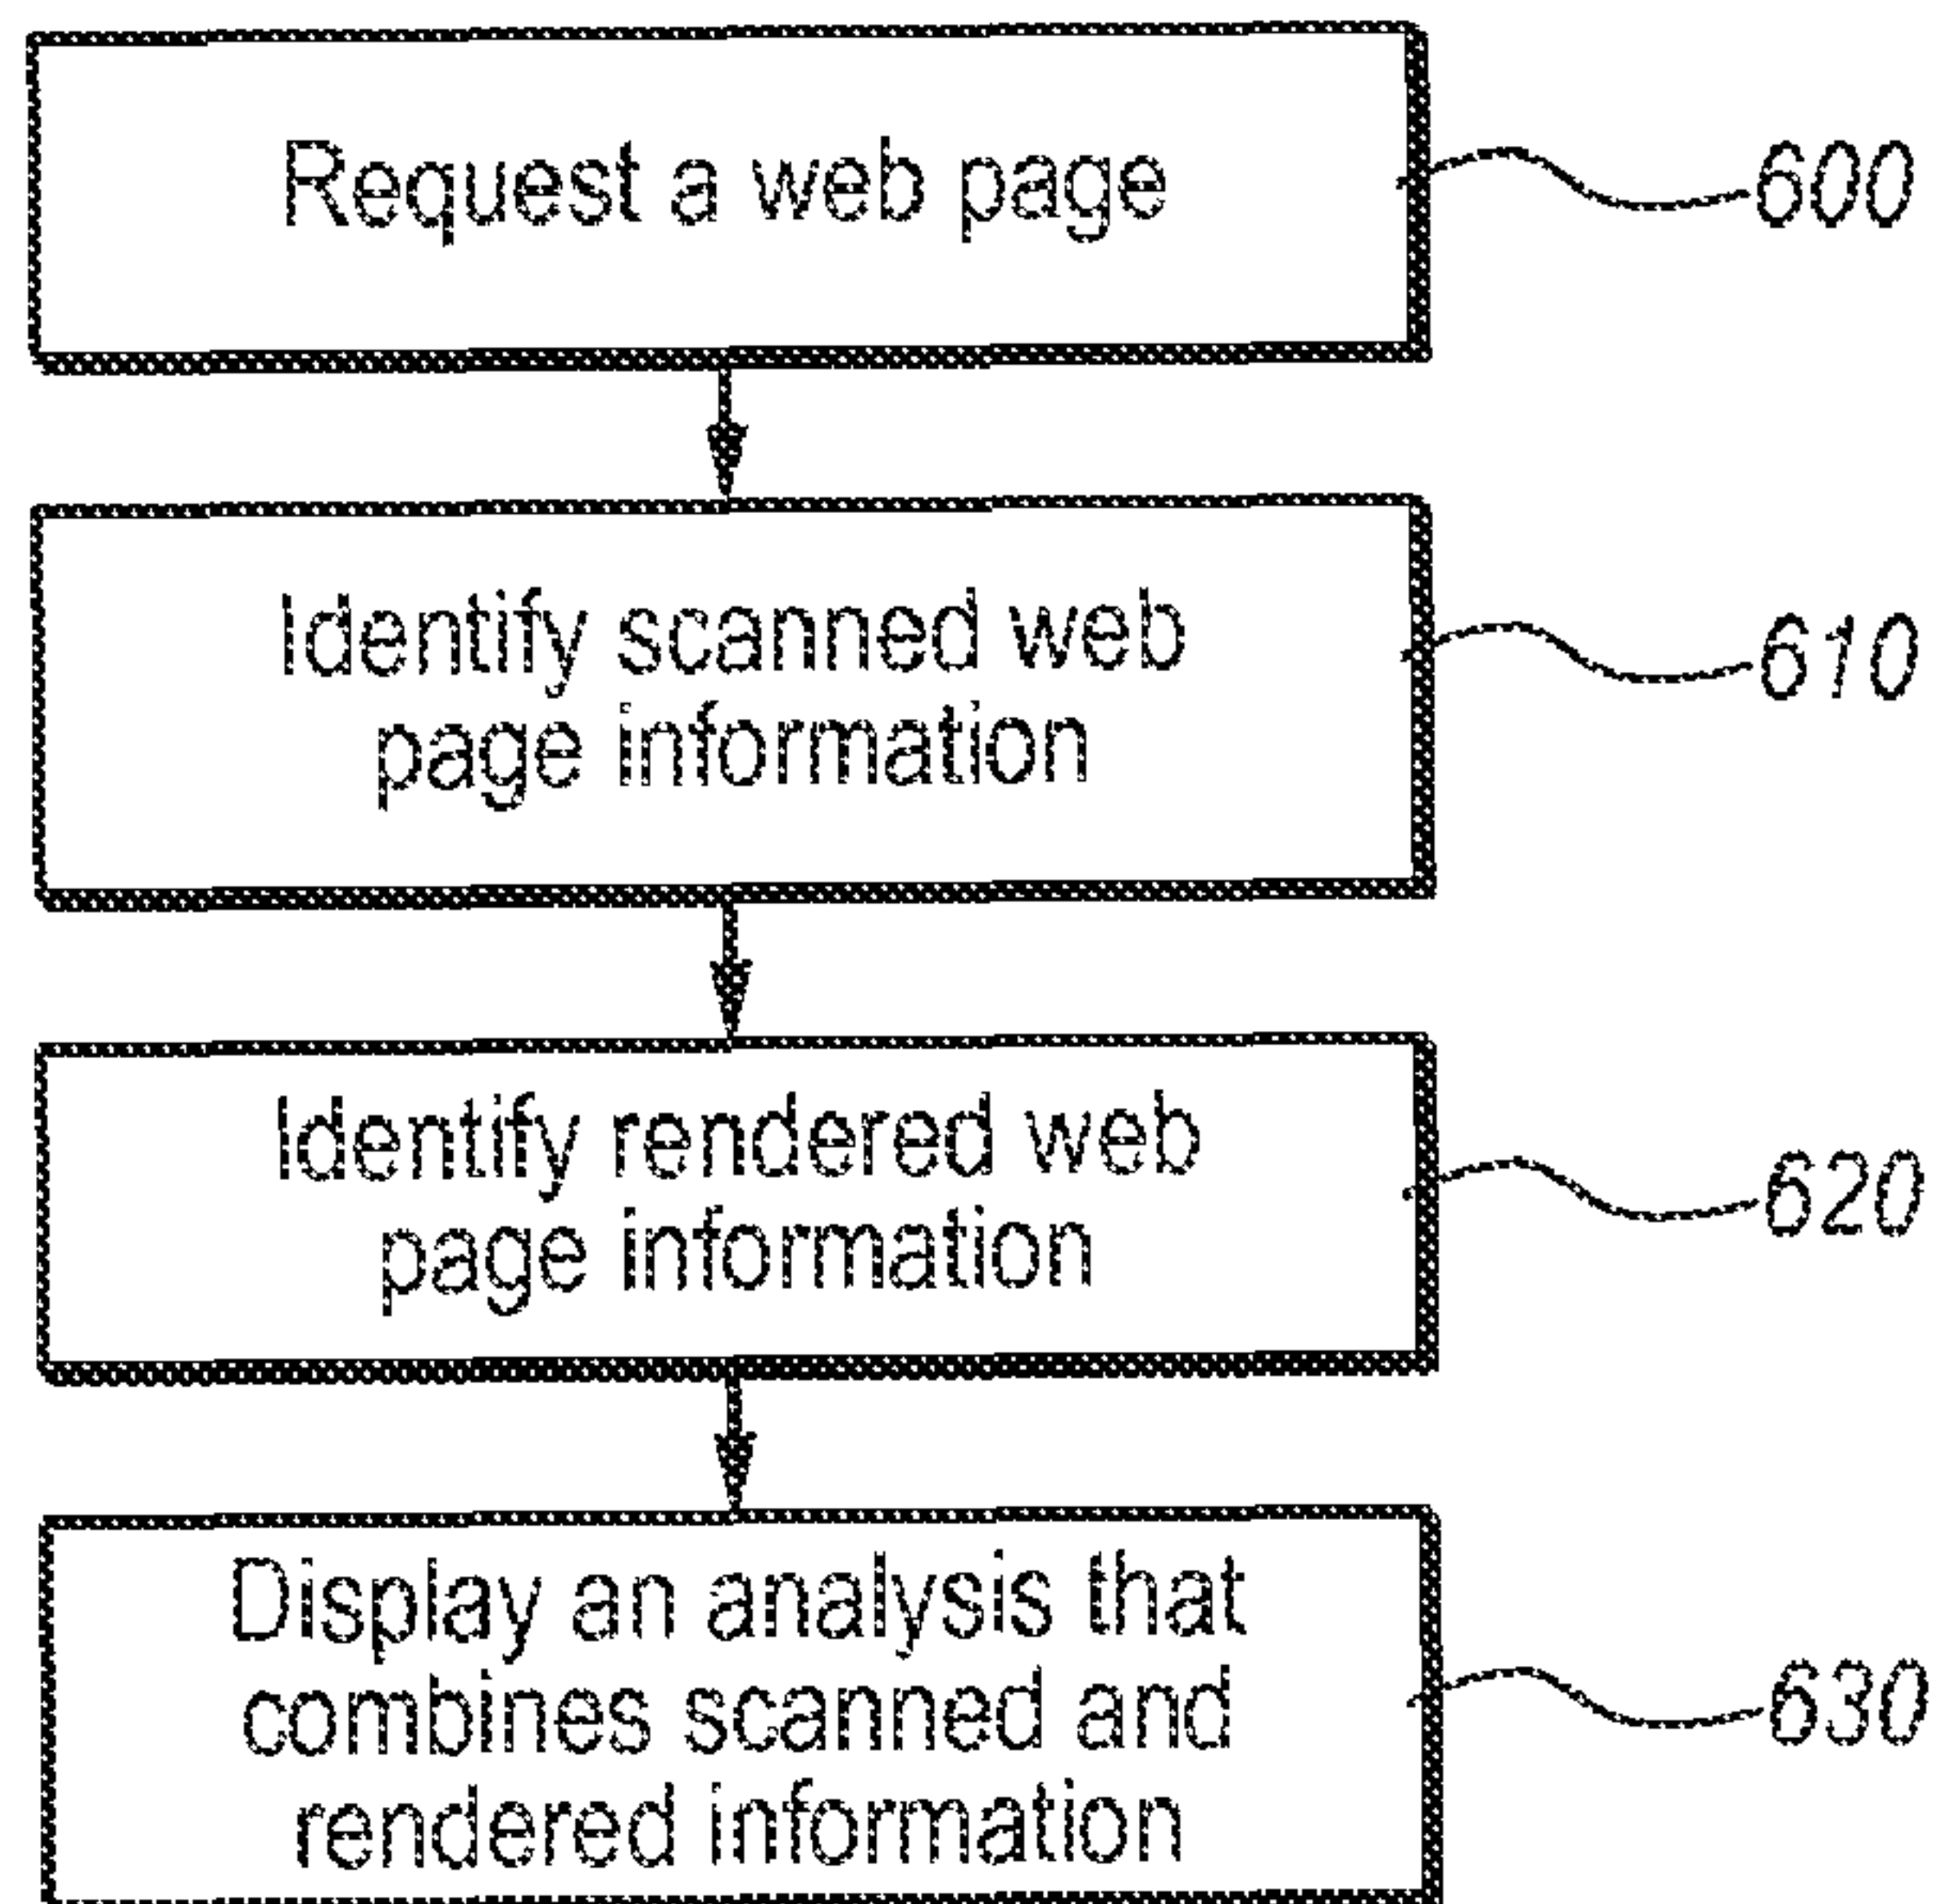 Request a web page
600
Identify scanned web
page information
610
Identify rendered web
page information
620
Display an analysis that
combines scanned and
rendered information
630